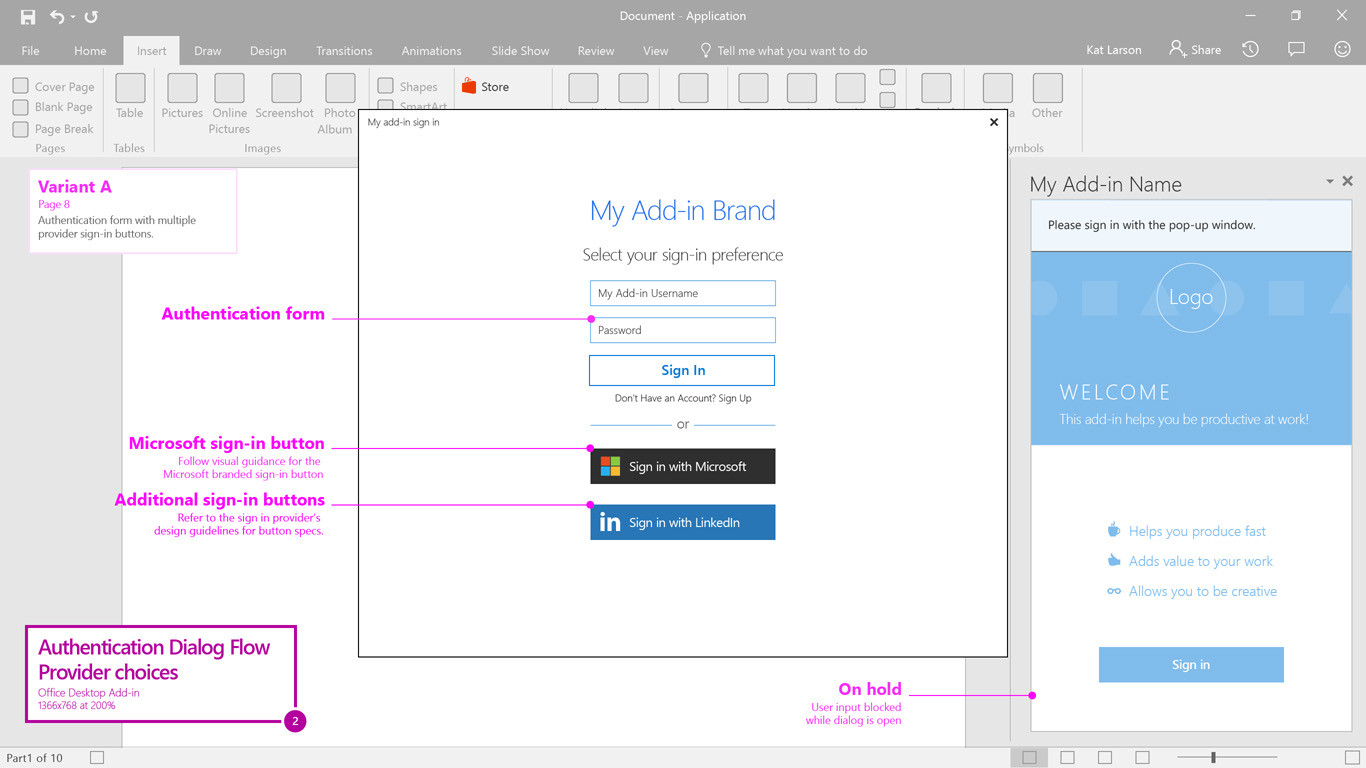 Document - Application
File Home Insert Draw Design Transitions Animations Slide Show Review View Tell me what you want to do Kat Larson Share
Cover Page
Blank Page
Page Break
Pages
Table
Tables
Pictures
Online
Pictures
Screenshot
Photo
Album
Images
Shapes
SmartArt
Store
Other
ymbols
My add-in sign in
My Add-in Brand
Select your sign-in preference
My Add-in Username
Password
Sign In
Don't Have an Account? Sign Up
or
Sign in with Microsoft
in Sign in with LinkedIn
Variant A
Page 8
Authentication form with multiple
provider sign-in buttons.
Authentication form
Microsoft sign-in button
Follow visual guidance for the
Microsoft branded sign-in button
Additional sign-in buttons
Refer to the sign in provider's
design guidelines for button specs.
Authentication Dialog Flow
Provider choices
Office Desktop Add-in
1366x768 at 200%
2
On hold
User input blocked
while dialog is open
My Add-in Name
Please sign in with the pop-up window.
Logo
WELCOME
This add-in helps you be productive at work!
Helps you produce fast
Adds value to your work
Allows you to be creative
Sign in
Part1 of 10